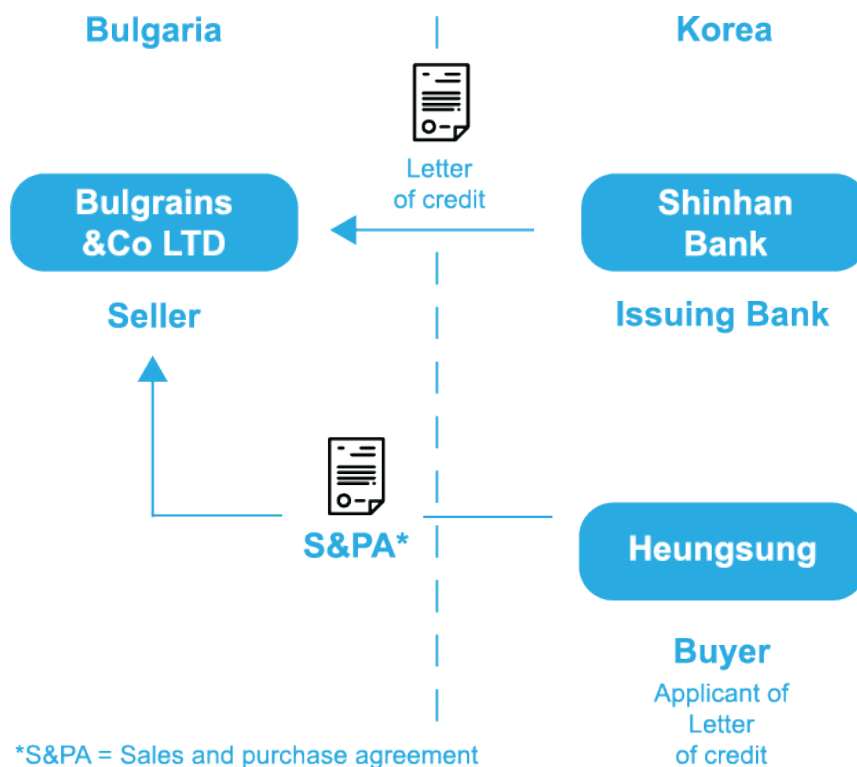 Bulgaria
Korea
Letter
of credit
Bulgrains
&Co LTD
Shinhan
Bank
Seller
Issuing Bank
S&PA*
Heungsung
Buyer
Applicant of
Letter
of credit
*S&PA = Sales and purchase agreement